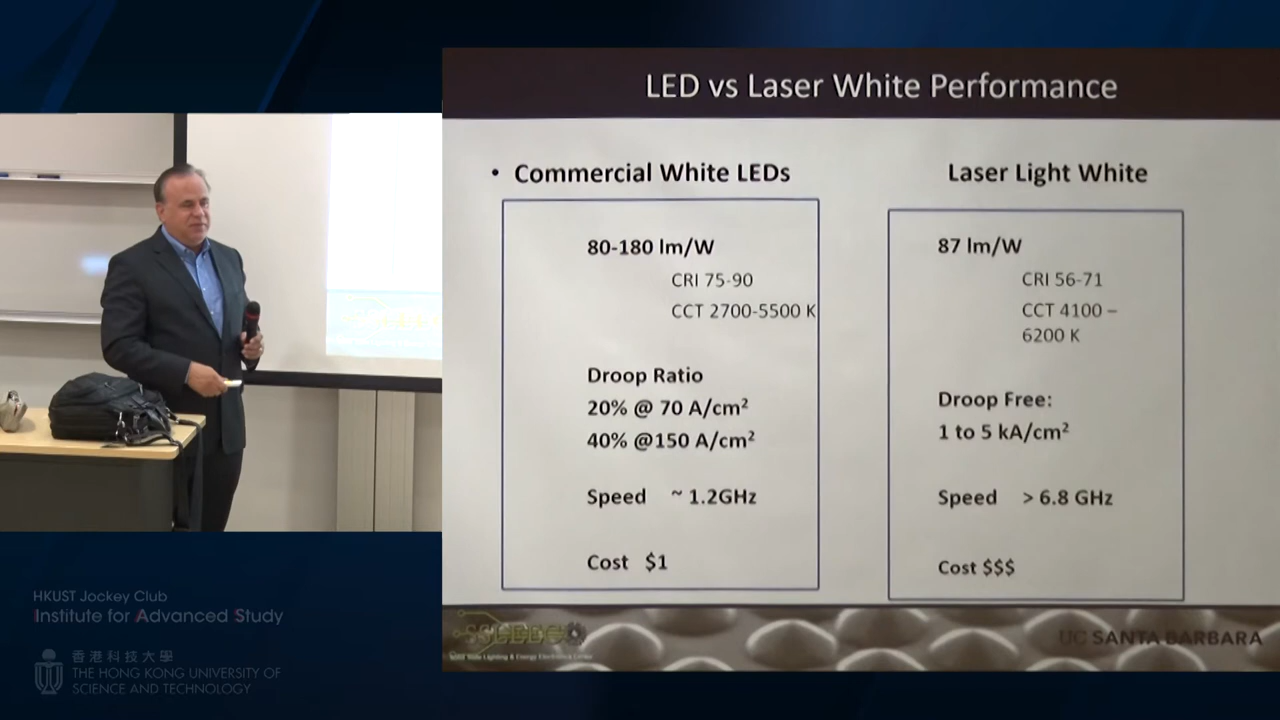 LED vs Laser White Performance
• Commercial White LEDs
80-180 lm/W
CRI 75-90
CCT 2700-5500 K
Droop Ratio
20% @ 70 A/cm²
40% @150 A/cm²
Speed ~ 1.2GHz
Cost $1
Laser Light White
87 lm/W
CRI 56-71
CCT 4100 –
6200 K
Droop Free:
1 to 5 kA/cm²
Speed > 6.8 GHz
Cost $$$
UC SANTA BARBARA
HKUST Jockey Club
Institute for Advanced Study
香港科技大學
THE HONG KONG UNIVERSITY OF
SCIENCE AND TECHNOLOGY